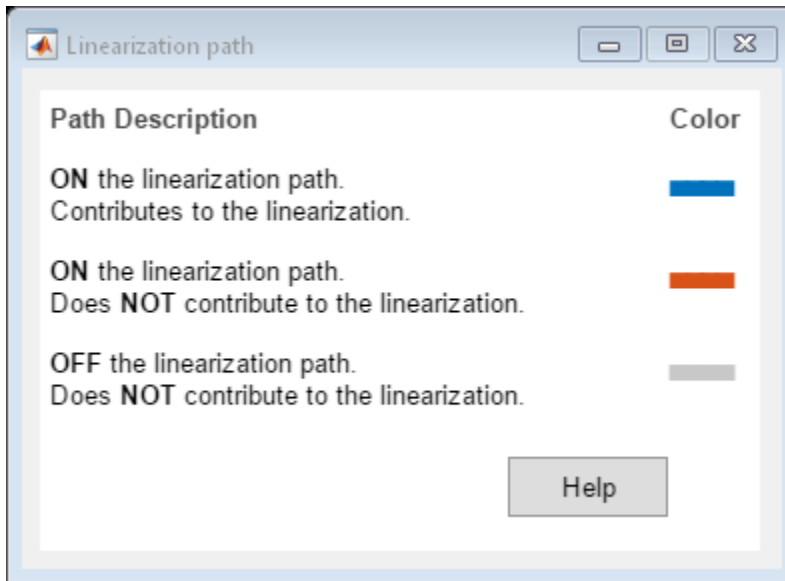 Linearization path
Path Description Color
ON the linearization path.
Contributes to the linearization.
ON the linearization path.
Does NOT contribute to the linearization.
OFF the linearization path.
Does NOT contribute to the linearization.
Help